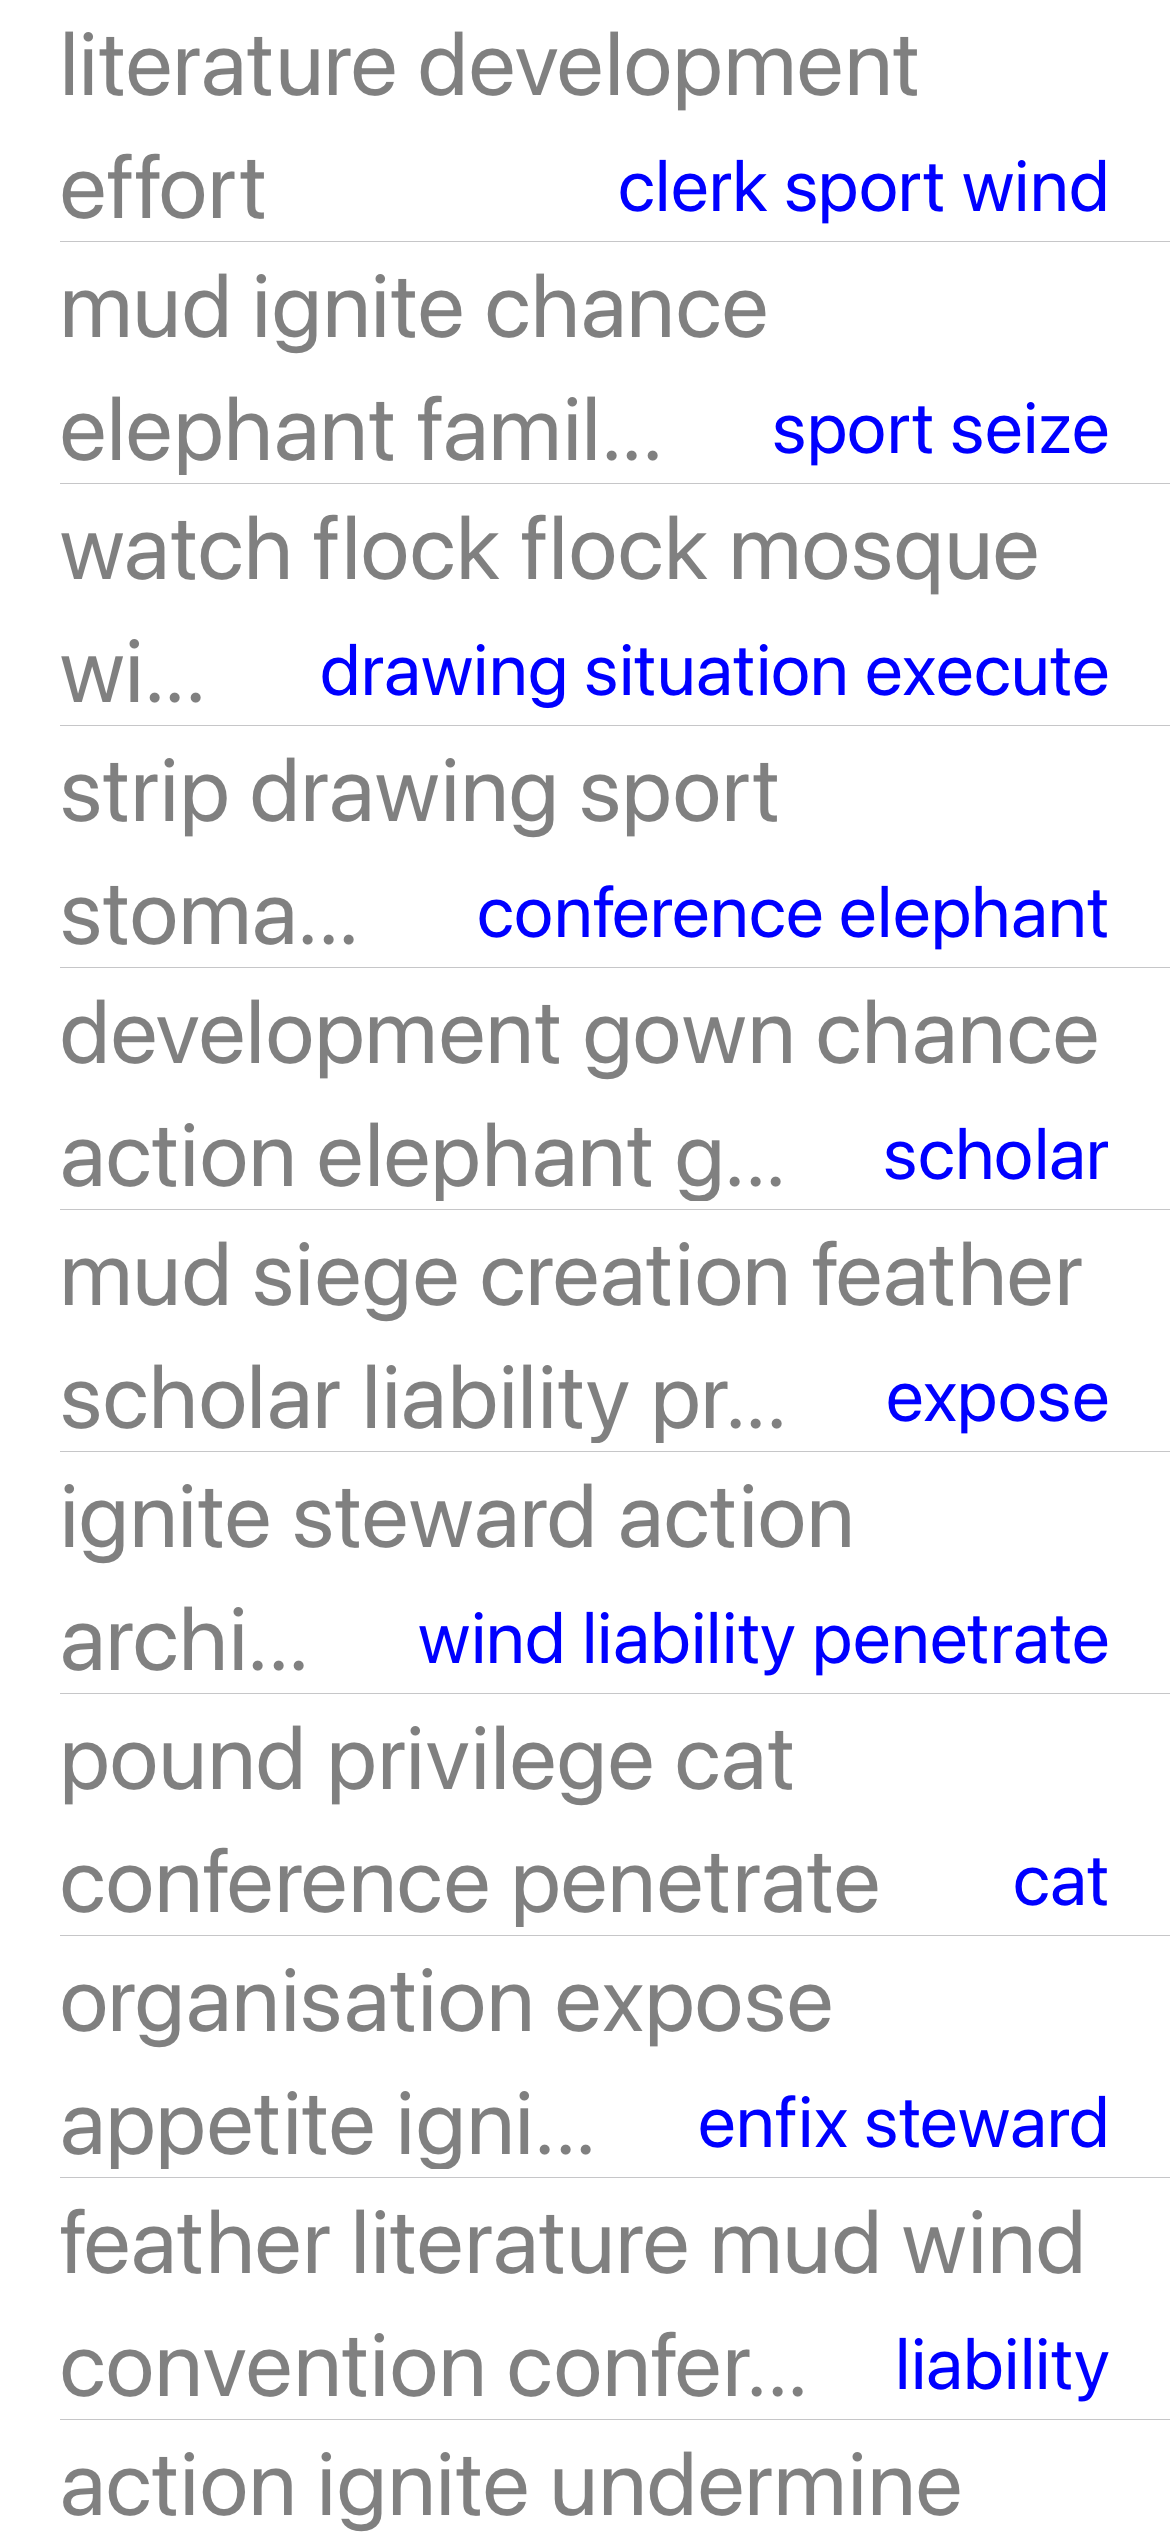 literature development
effort clerk sport wind
mud ignite chance
elephant famil... sport seize
watch flock flock mosque
wi... drawing situation execute
strip drawing sport
stoma... conference elephant
development gown chance
action elephant g... scholar
mud siege creation feather
scholar liability pr... expose
ignite steward action
archi... wind liability penetrate
pound privilege cat
conference penetrate cat
organisation expose
appetite igni... enfix steward
feather literature mud wind
convention confer... liability
action ignite undermine